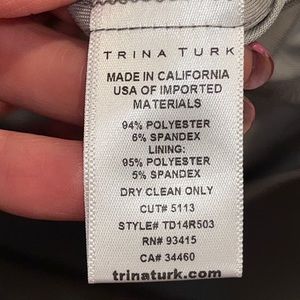 TRINA TURK
MADE IN CALIFORNIA
USA OF IMPORTED
MATERIALS
94% POLYESTER
6% SPANDEX
LINING:
95% POLYESTER
5% SPANDEX
DRY CLEAN ONLY
CUT# 5113
STYLE# TD14R503
RN# 93415
CA# 34460
trinaturk.com